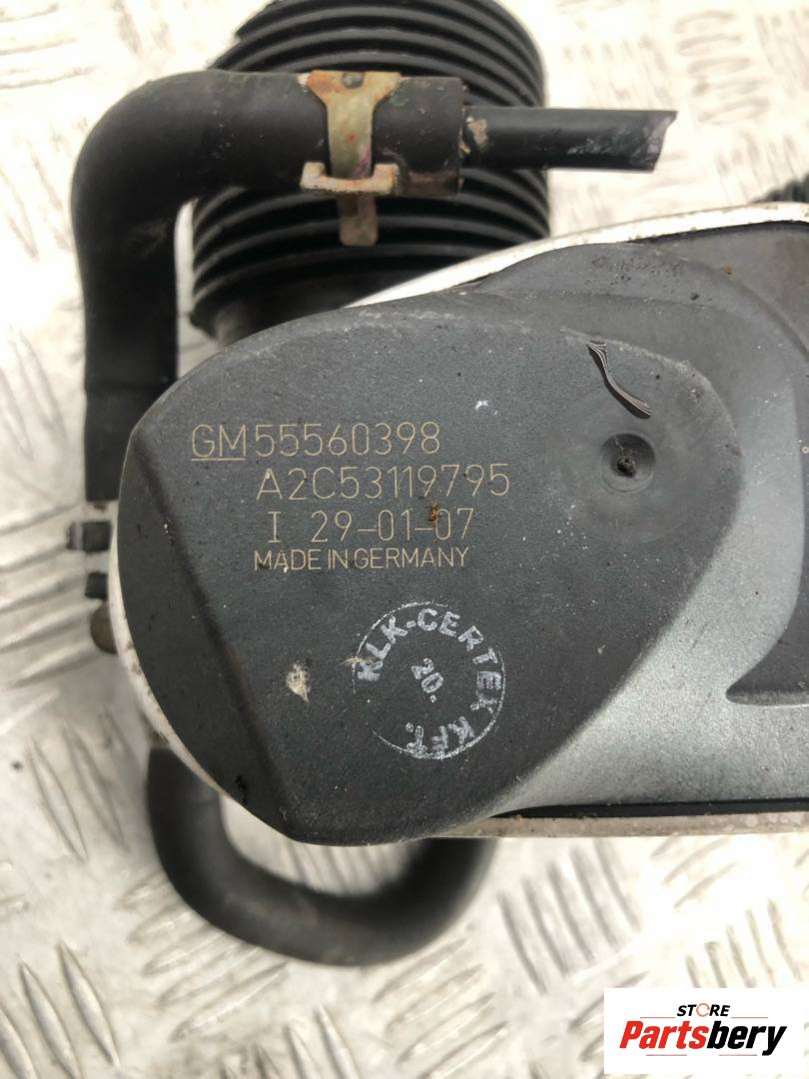 GM55560398
A2C53119795
I 29-01-07
MADE IN GERMANY
KLK-CERTEX KFT.
20.
STORE
Partsbery